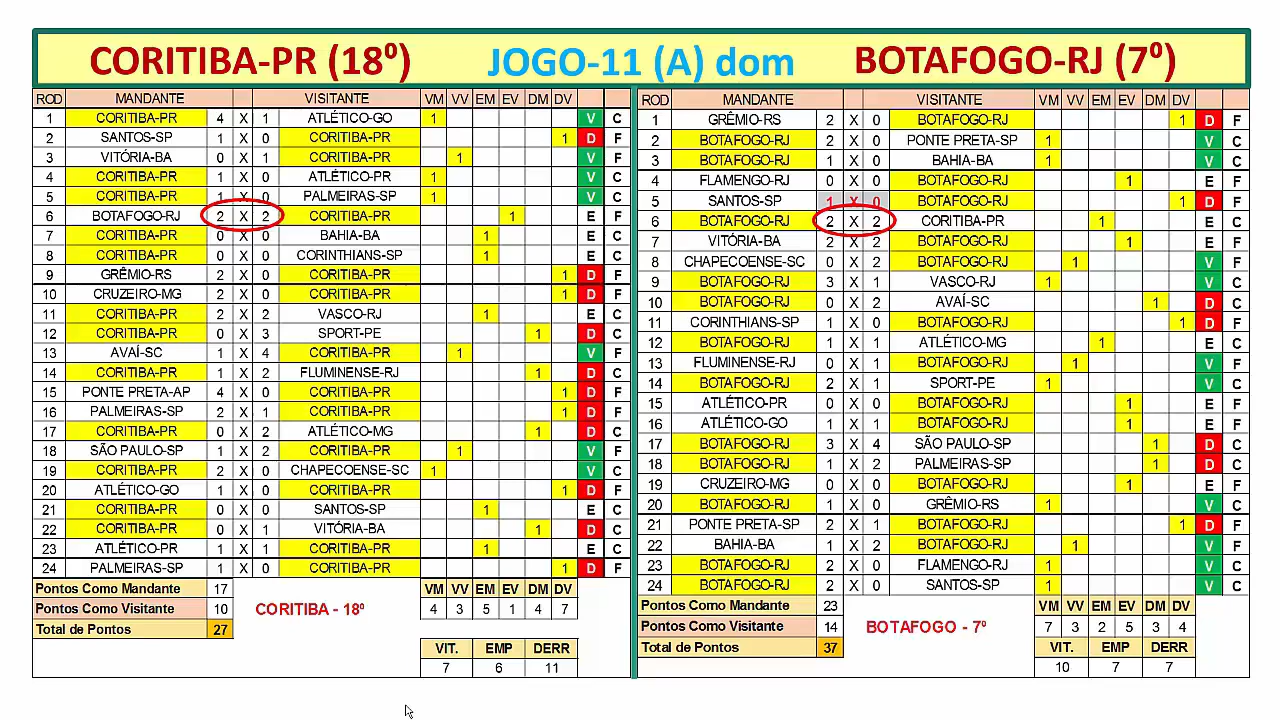 CORITIBA-PR (18º) JOGO-11 (A) dom BOTAFOGO-RJ (7º)
ROD MANDANTE VISITANTE VM VV EM EV DM DV
1 CORITIBA-PR 4 X 1 ATLÉTICO-GO 1 V C
2 SANTOS-SP 1 X 0 CORITIBA-PR 1 D F
3 VITÓRIA-BA 0 X 1 CORITIBA-PR 1 V F
4 CORITIBA-PR 1 X 0 ATLÉTICO-PR 1 V C
5 CORITIBA-PR 1 X 0 PALMEIRAS-SP 1 V C
6 BOTAFOGO-RJ 2 X 2 CORITIBA-PR 1 E F
7 CORITIBA-PR 0 X 0 BAHIA-BA 1 E C
8 CORITIBA-PR 0 X 0 CORINTHIANS-SP 1 E C
9 GRÊMIO-RS 2 X 0 CORITIBA-PR 1 D F
10 CRUZEIRO-MG 2 X 0 CORITIBA-PR 1 D F
11 CORITIBA-PR 2 X 2 VASCO-RJ 1 E C
12 CORITIBA-PR 0 X 3 SPORT-PE 1 D C
13 AVAÍ-SC 1 X 4 CORITIBA-PR 1 V F
14 CORITIBA-PR 1 X 2 FLUMINENSE-RJ 1 D C
15 PONTE PRETA-AP 4 X 0 CORITIBA-PR 1 D F
16 PALMEIRAS-SP 2 X 1 CORITIBA-PR 1 D F
17 CORITIBA-PR 0 X 2 ATLÉTICO-MG 1 D C
18 SÃO PAULO-SP 1 X 2 CORITIBA-PR 1 V F
19 CORITIBA-PR 2 X 0 CHAPECOENSE-SC 1 V C
20 ATLÉTICO-GO 1 X 0 CORITIBA-PR 1 D F
21 CORITIBA-PR 0 X 0 SANTOS-SP 1 E C
22 CORITIBA-PR 0 X 1 VITÓRIA-BA 1 D C
23 ATLÉTICO-PR 1 X 1 CORITIBA-PR 1 E C
24 PALMEIRAS-SP 1 X 0 CORITIBA-PR 1 D F
Pontos Como Mandante 17 VM VV EM EV DM DV
Pontos Como Visitante 10 CORITIBA - 18º 4 3 5 1 4 7
Total de Pontos 27
VIT. EMP DERR
7 6 11
ROD MANDANTE VISITANTE VM VV EM EV DM DV
1 GRÊMIO-RS 2 X 0 BOTAFOGO-RJ 1 D F
2 BOTAFOGO-RJ 2 X 0 PONTE PRETA-SP 1 V C
3 BOTAFOGO-RJ 1 X 0 BAHIA-BA 1 V C
4 FLAMENGO-RJ 0 X 0 BOTAFOGO-RJ 1 E F
5 SANTOS-SP 1 X 0 BOTAFOGO-RJ 1 D F
6 BOTAFOGO-RJ 2 X 2 CORITIBA-PR 1 E C
7 VITÓRIA-BA 2 X 2 BOTAFOGO-RJ 1 E F
8 CHAPECOENSE-SC 0 X 2 BOTAFOGO-RJ 1 V F
9 BOTAFOGO-RJ 3 X 1 VASCO-RJ 1 V C
10 BOTAFOGO-RJ 0 X 2 AVAÍ-SC 1 D C
11 CORINTHIANS-SP 1 X 0 BOTAFOGO-RJ 1 D F
12 BOTAFOGO-RJ 1 X 1 ATLÉTICO-MG 1 E C
13 FLUMINENSE-RJ 0 X 1 BOTAFOGO-RJ 1 V F
14 BOTAFOGO-RJ 2 X 1 SPORT-PE 1 V C
15 ATLÉTICO-PR 0 X 0 BOTAFOGO-RJ 1 E F
16 ATLÉTICO-GO 1 X 1 BOTAFOGO-RJ 1 E F
17 BOTAFOGO-RJ 3 X 4 SÃO PAULO-SP 1 D C
18 BOTAFOGO-RJ 1 X 2 PALMEIRAS-SP 1 D C
19 CRUZEIRO-MG 0 X 0 BOTAFOGO-RJ 1 E F
20 BOTAFOGO-RJ 1 X 0 GRÊMIO-RS 1 V C
21 PONTE PRETA-SP 2 X 1 BOTAFOGO-RJ 1 D F
22 BAHIA-BA 1 X 2 BOTAFOGO-RJ 1 V F
23 BOTAFOGO-RJ 2 X 0 FLAMENGO-RJ 1 V C
24 BOTAFOGO-RJ 2 X 0 SANTOS-SP 1 V C
Pontos Como Mandante 23 VM VV EM EV DM DV
Pontos Como Visitante 14 BOTAFOGO - 7º 7 3 2 5 3 4
Total de Pontos 37 VIT. EMP DERR
10 7 7